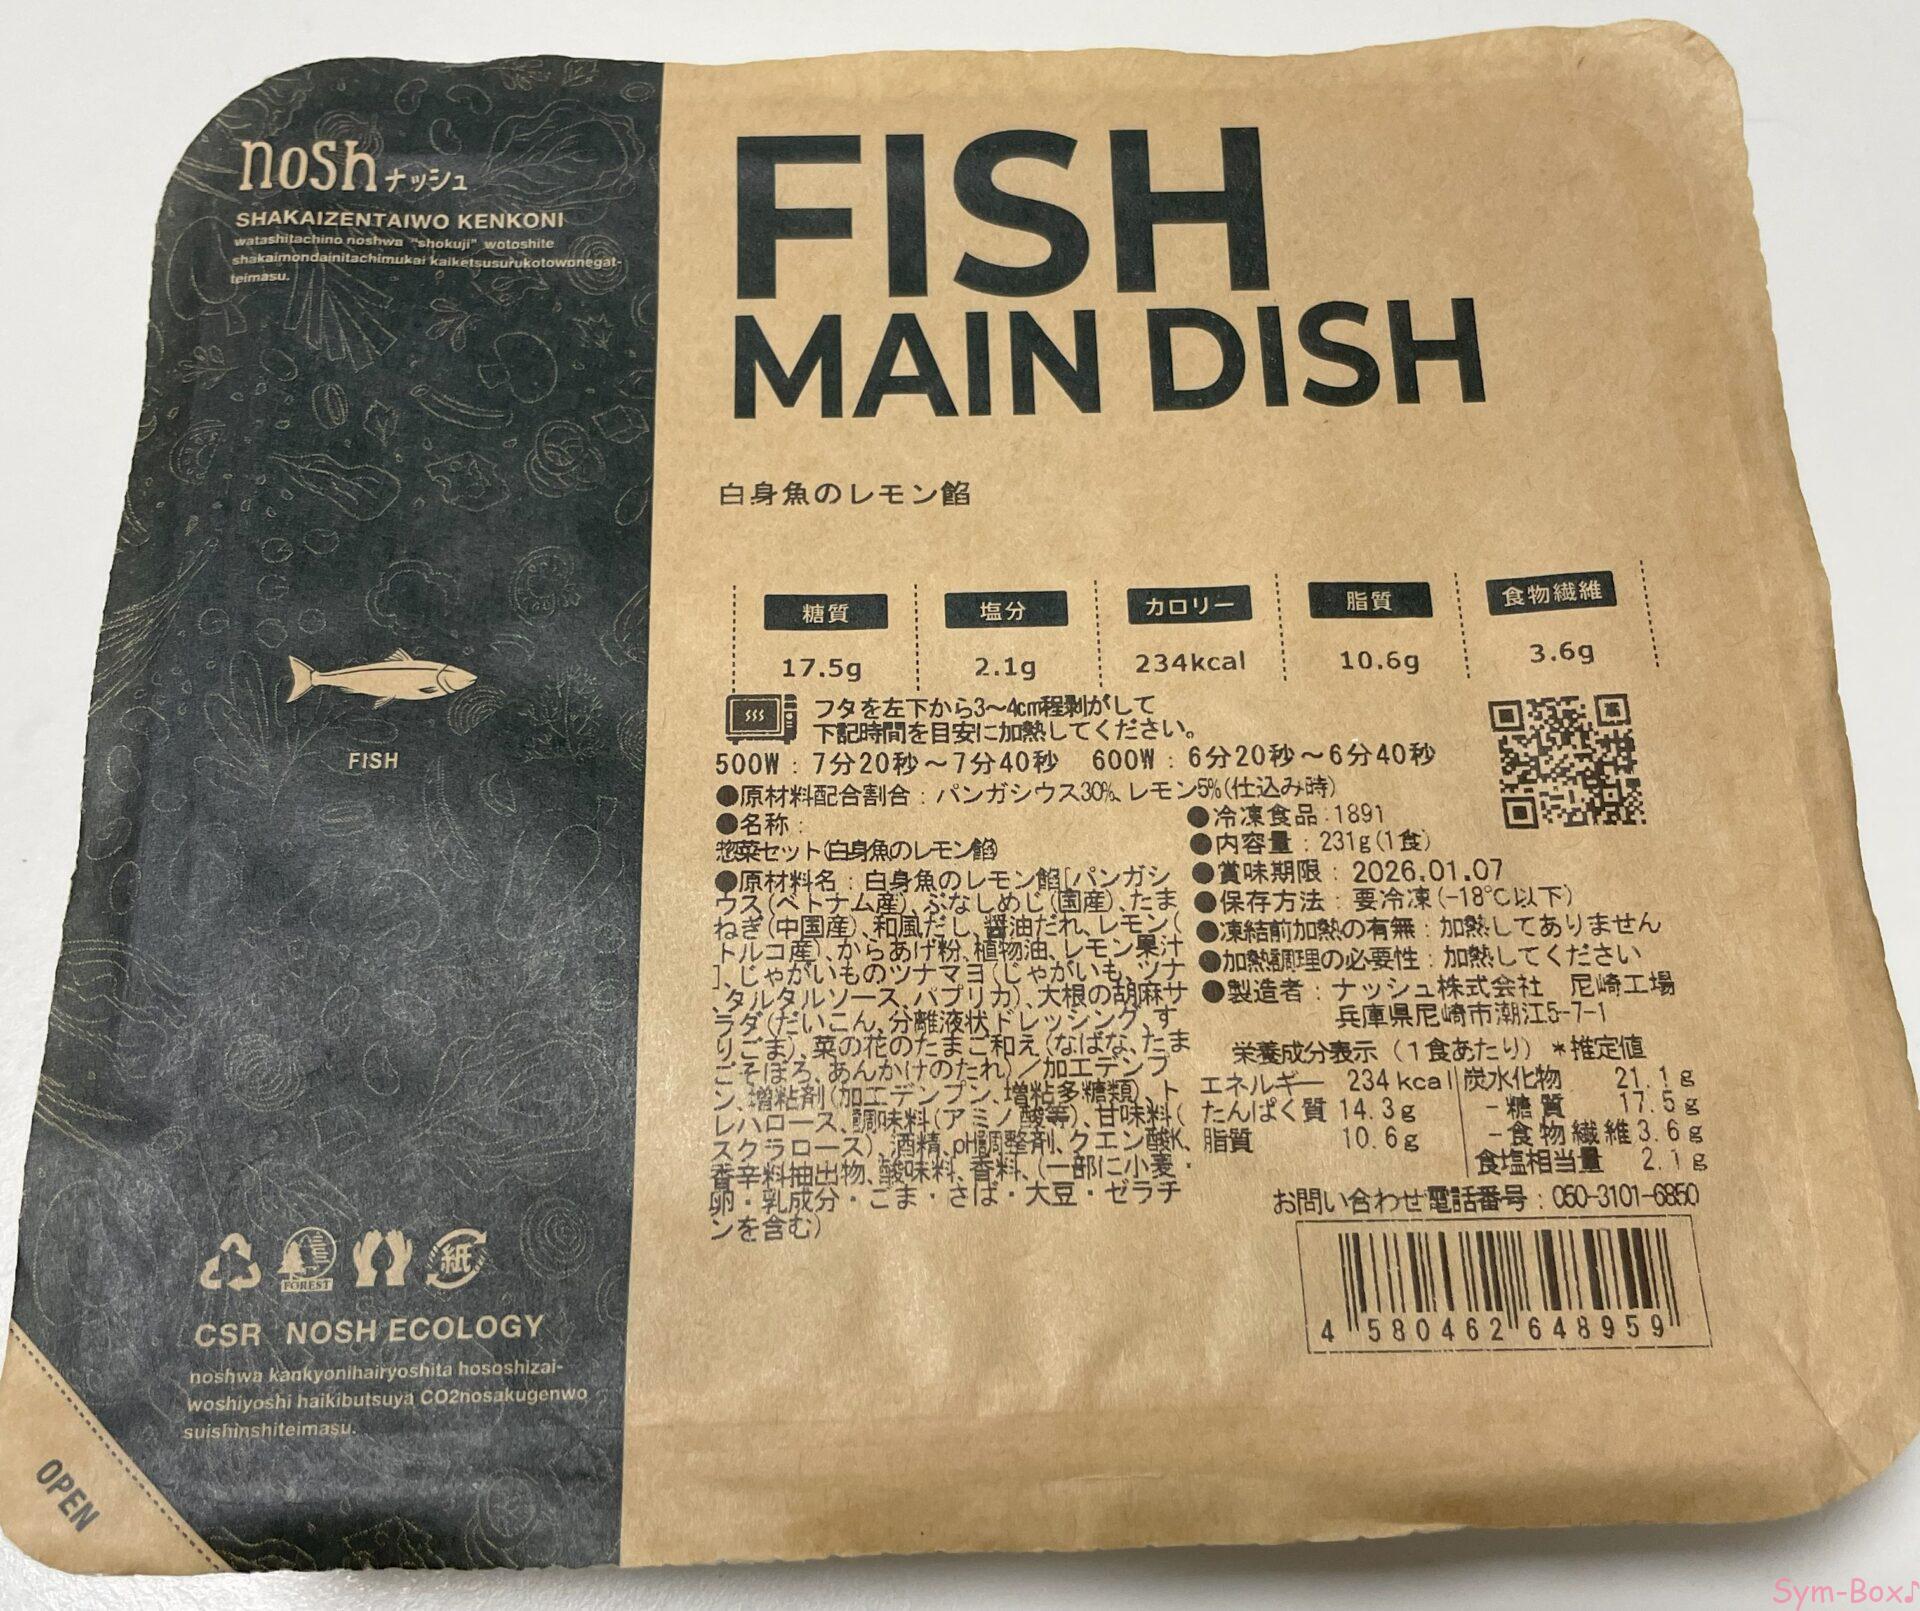 nosh ナッシュ
SHAKAIZENTAIWO KENKONI
watashitachino noshwa "shokuji" wotoshite
shakaimondainitachimukai kaiketsusurukotowonegat-
teimasu.
FISH
CSR NOSH ECOLOGY
noshwa kankyonihairyoshita hososhizai-
woshiyoshi haikibutsuya CO2nosakugenwo
suishinshiteimasu.
FOREST
紙
OPEN
FISH
MAIN DISH
白身魚のレモン餡
糖質 塩分 カロリー 脂質 食物繊維
17.5g 2.1g 234kcal 10.6g 3.6g
フタを左下から3～4cm程剥がして
下記時間を目安に加熱してください。
500W：7分20秒～7分40秒 600W：6分20秒～6分40秒
●原材料配合割合：パンガシウス30%、レモン5%(仕込み時)
●名称：
惣菜セット(白身魚のレモン餡)
●原材料名：白身魚のレモン餡[パンガシ
ウス(ベトナム産)、ぶなしめじ(国産)、たま
ねぎ(中国産)、和風だし、醤油だれ、レモン(
トルコ産)、からあげ粉、植物油、レモン果汁
]、じゃがいものツナマヨ(じゃがいも、ツナ
、タルタルソース、パプリカ)、大根の胡麻サ
ラダ(だいこん、分離液状ドレッシング、す
りごま)、菜の花のたまご和え(なばな、たま
ごそぼろ、あんかけのたれ)／加工デンプ
ン、増粘剤(加工デンプン、増粘多糖類)、ト
レハロース、調味料(アミノ酸等)、甘味料(
スクラロース)、酒精、pH調整剤、クエン酸K、
香辛料抽出物、酸味料、香料、(一部に小麦・
卵・乳成分・ごま・さば・大豆・ゼラチ
ンを含む)
●冷凍食品：1891
●内容量：231g(1食)
●賞味期限：2026.01.07
●保存方法：要冷凍(-18℃以下)
●凍結前加熱の有無：加熱してありません
●加熱調理の必要性：加熱してください
●製造者：ナッシュ株式会社 尼崎工場
兵庫県尼崎市潮江5-7-1
栄養成分表示（1食あたり）＊推定値
エネルギー 234kcal
たんぱく質 14.3g
脂質 10.6g
炭水化物 21.1g
-糖質 17.5g
-食物繊維 3.6g
食塩相当量 2.1g
お問い合わせ電話番号：050-3101-6850
4 580462 648959
Sym-Box♪